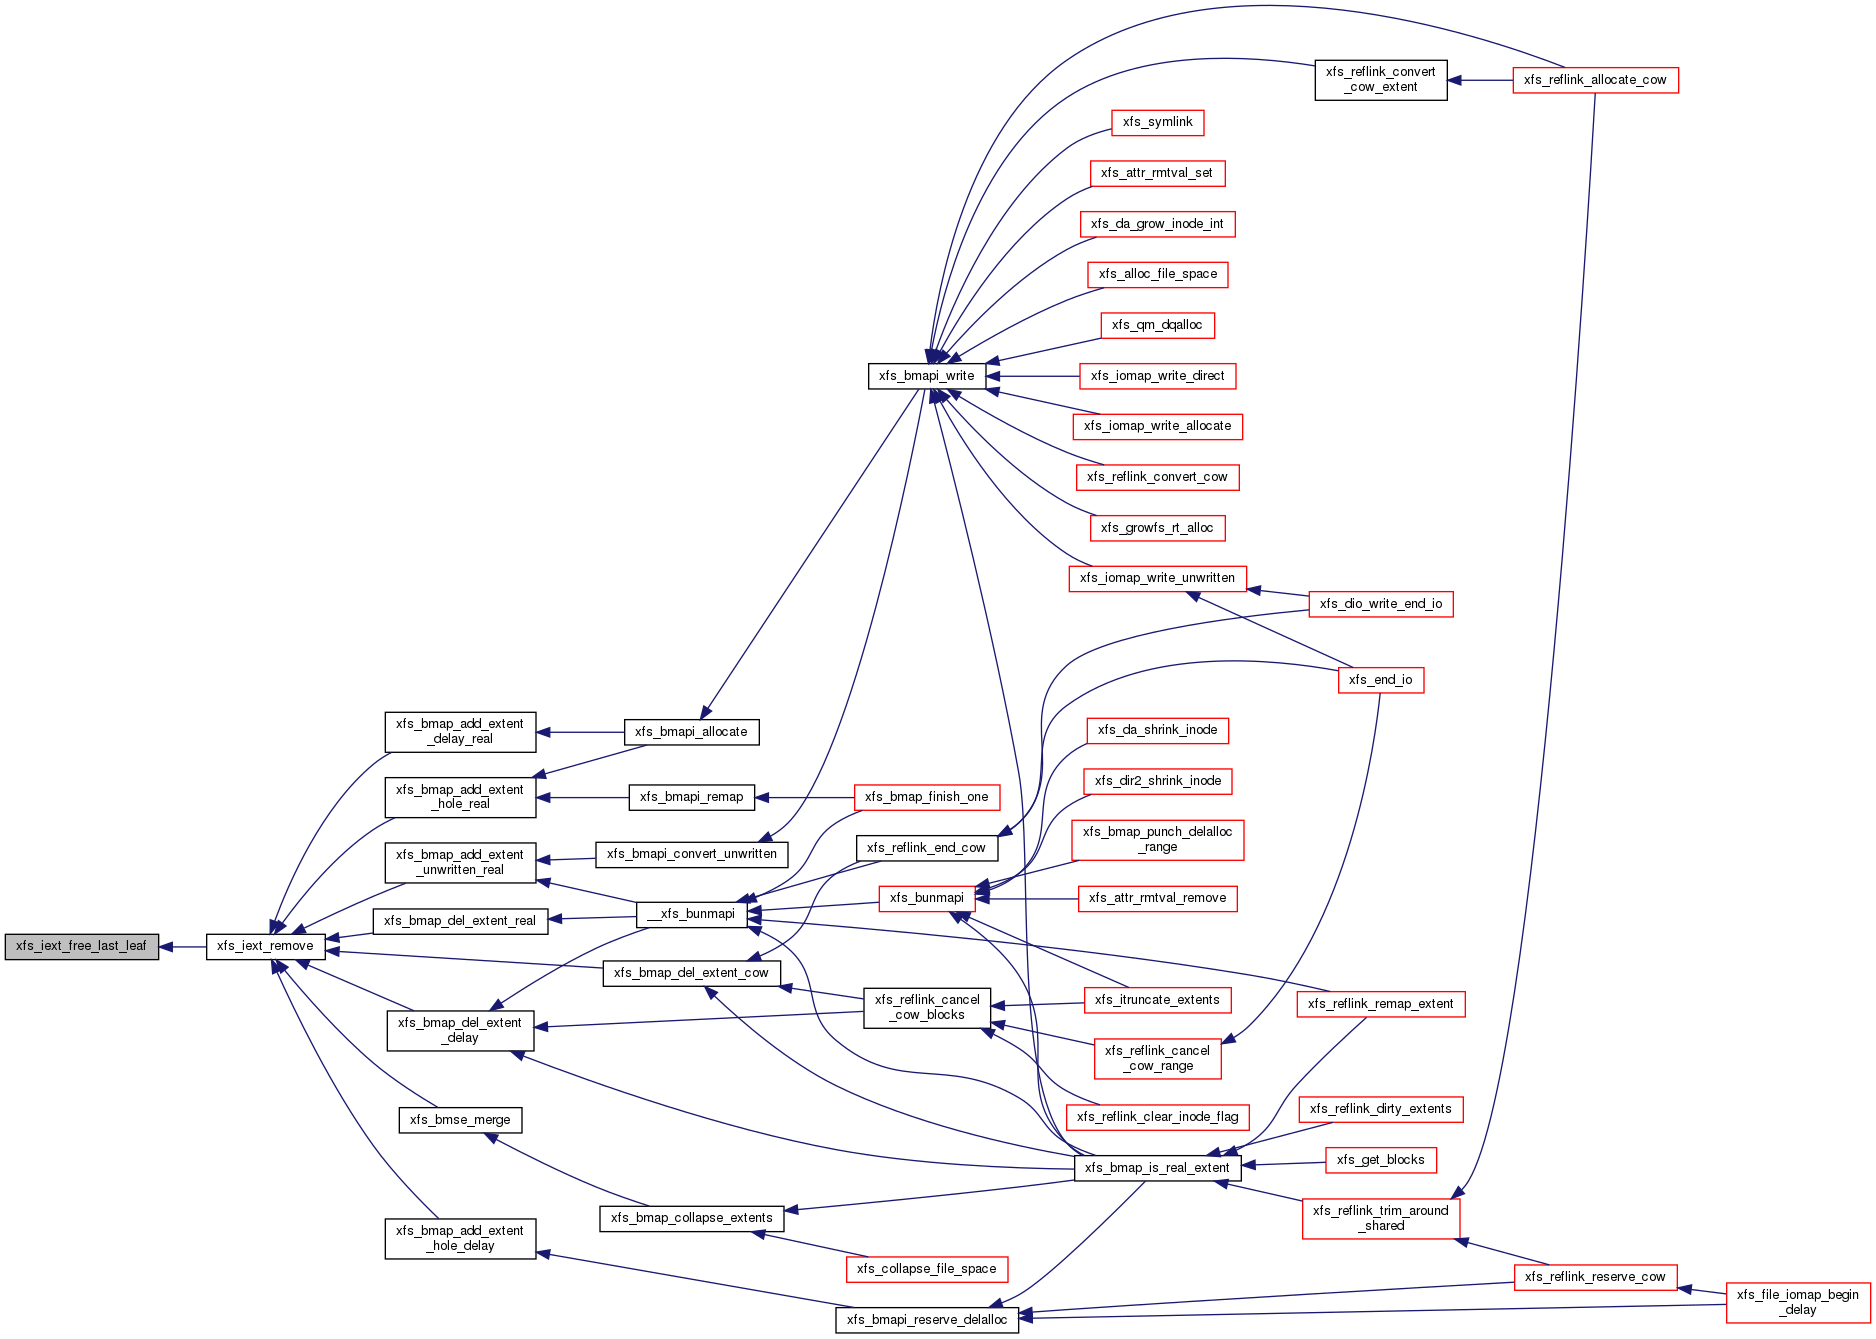 xfs_reflink_convert
_cow_extent
xfs_reflink_allocate_cow
xfs_symlink
xfs_attr_rmtval_set
xfs_da_grow_inode_int
xfs_alloc_file_space
xfs_qm_dqalloc
xfs_bmapi_write
xfs_iomap_write_direct
xfs_iomap_write_allocate
xfs_reflink_convert_cow
xfs_growfs_rt_alloc
xfs_iomap_write_unwritten
xfs_dio_write_end_io
xfs_end_io
xfs_bmap_add_extent
_delay_real
xfs_bmapi_allocate
xfs_da_shrink_inode
xfs_bmap_add_extent
_hole_real
xfs_bmapi_remap
xfs_bmap_finish_one
xfs_dir2_shrink_inode
xfs_bmap_add_extent
_unwritten_real
xfs_bmapi_convert_unwritten
xfs_reflink_end_cow
xfs_bmap_punch_delalloc
_range
xfs_bmap_del_extent_real
__xfs_bunmapi
xfs_bunmapi
xfs_attr_rmtval_remove
xfs_iext_free_last_leaf
xfs_iext_remove
xfs_bmap_del_extent_cow
xfs_reflink_cancel
_cow_blocks
xfs_itruncate_extents
xfs_reflink_remap_extent
xfs_bmap_del_extent
_delay
xfs_reflink_cancel
_cow_range
xfs_bmse_merge
xfs_reflink_clear_inode_flag
xfs_reflink_dirty_extents
xfs_bmap_is_real_extent
xfs_get_blocks
xfs_bmap_collapse_extents
xfs_reflink_trim_around
_shared
xfs_bmap_add_extent
_hole_delay
xfs_collapse_file_space
xfs_reflink_reserve_cow
xfs_bmapi_reserve_delalloc
xfs_file_iomap_begin
_delay